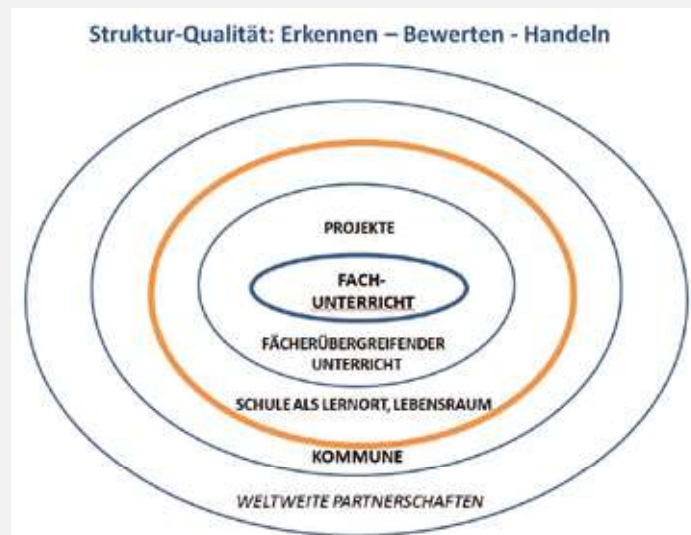 Struktur-Qualität: Erkennen – Bewerten - Handeln
PROJEKTE
FACH-
UNTERRICHT
FÄCHERÜBERGREIFENDER
UNTERRICHT
SCHULE ALS LERNORT, LEBENSRAUM
KOMMUNE
WELTWEITE PARTNERSCHAFTEN